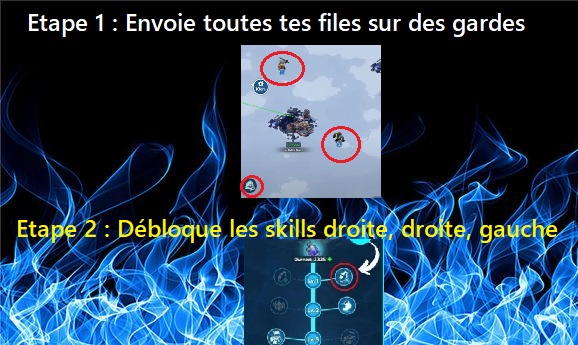 Etape 1 : Envoie toutes tes files sur des gardes
Etape 2 : Débloque les skills droite, droite, gauche